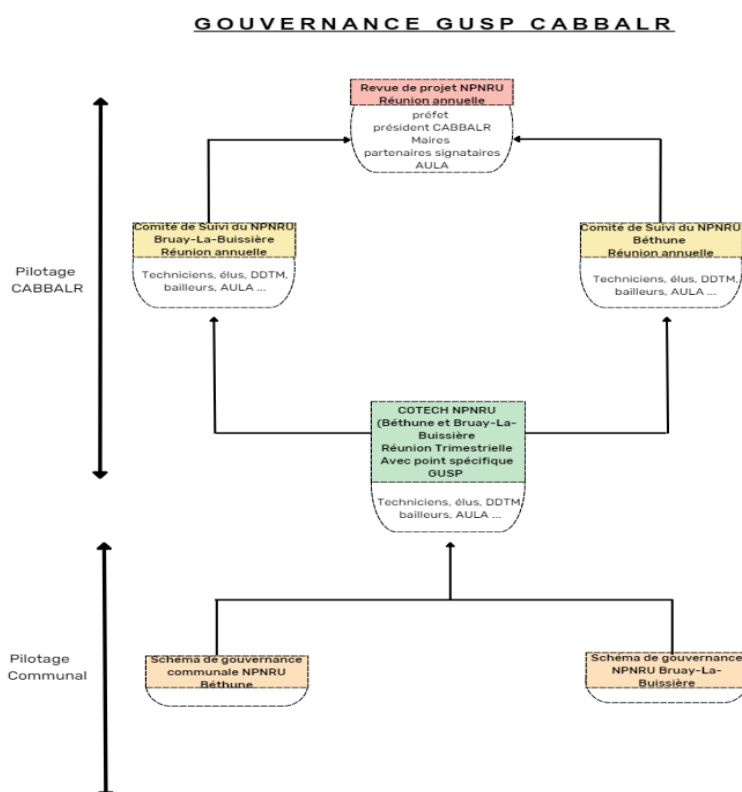 GOUVERNANCE GUSP CABBALR
Revue de projet NPNRU
Réunion annuelle
préfet
président CABBALR
Maires
partenaires signataires
AULA
Comité de Suivi du NPNRU
Bruay-La-Buissière
Réunion annuelle
Techniciens, élus, DDTM,
bailleurs, AULA ...
Comité de Suivi du NPNRU
Béthune
Réunion annuelle
Techniciens, élus, DDTM,
bailleurs, AULA ...
Pilotage
CABBALR
COTECH NPNRU
(Béthune et Bruay-La-
Buissière
Réunion Trimestrielle
Avec point spécifique
GUSP
Techniciens, élus, DDTM,
bailleurs, AULA ...
Pilotage
Communal
Schéma de gouvernance
communale NPNRU
Béthune
Schéma de gouvernance
NPNRU Bruay-La-
Buissière